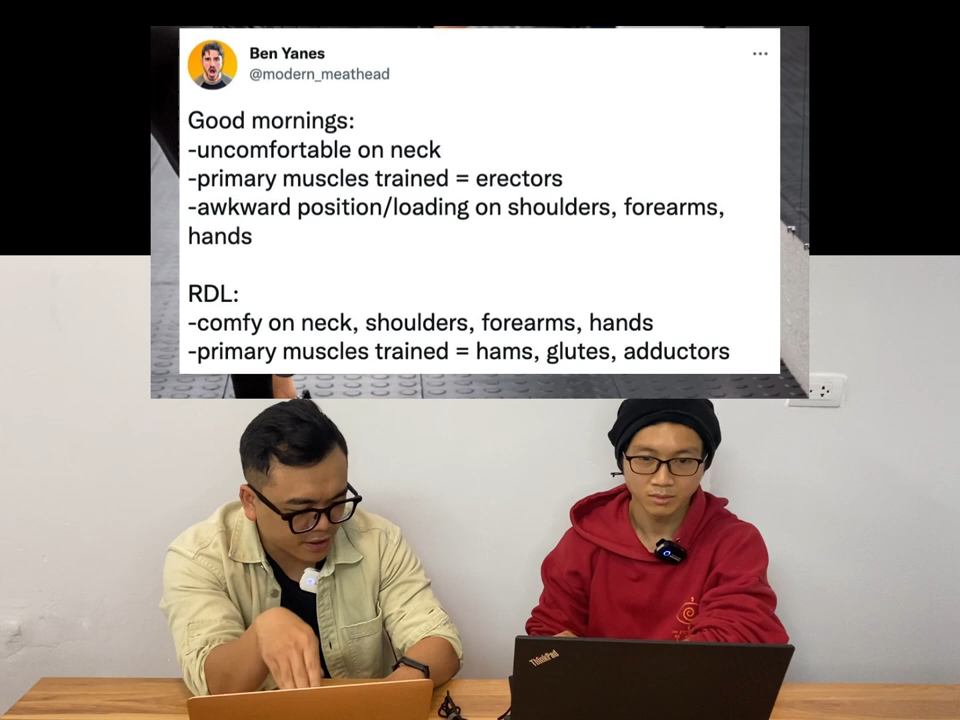 Ben Yanes
@modern_meathead
Good mornings:
-uncomfortable on neck
-primary muscles trained = erectors
-awkward position/loading on shoulders, forearms,
hands
RDL:
-comfy on neck, shoulders, forearms, hands
-primary muscles trained = hams, glutes, adductors
ThinkPad